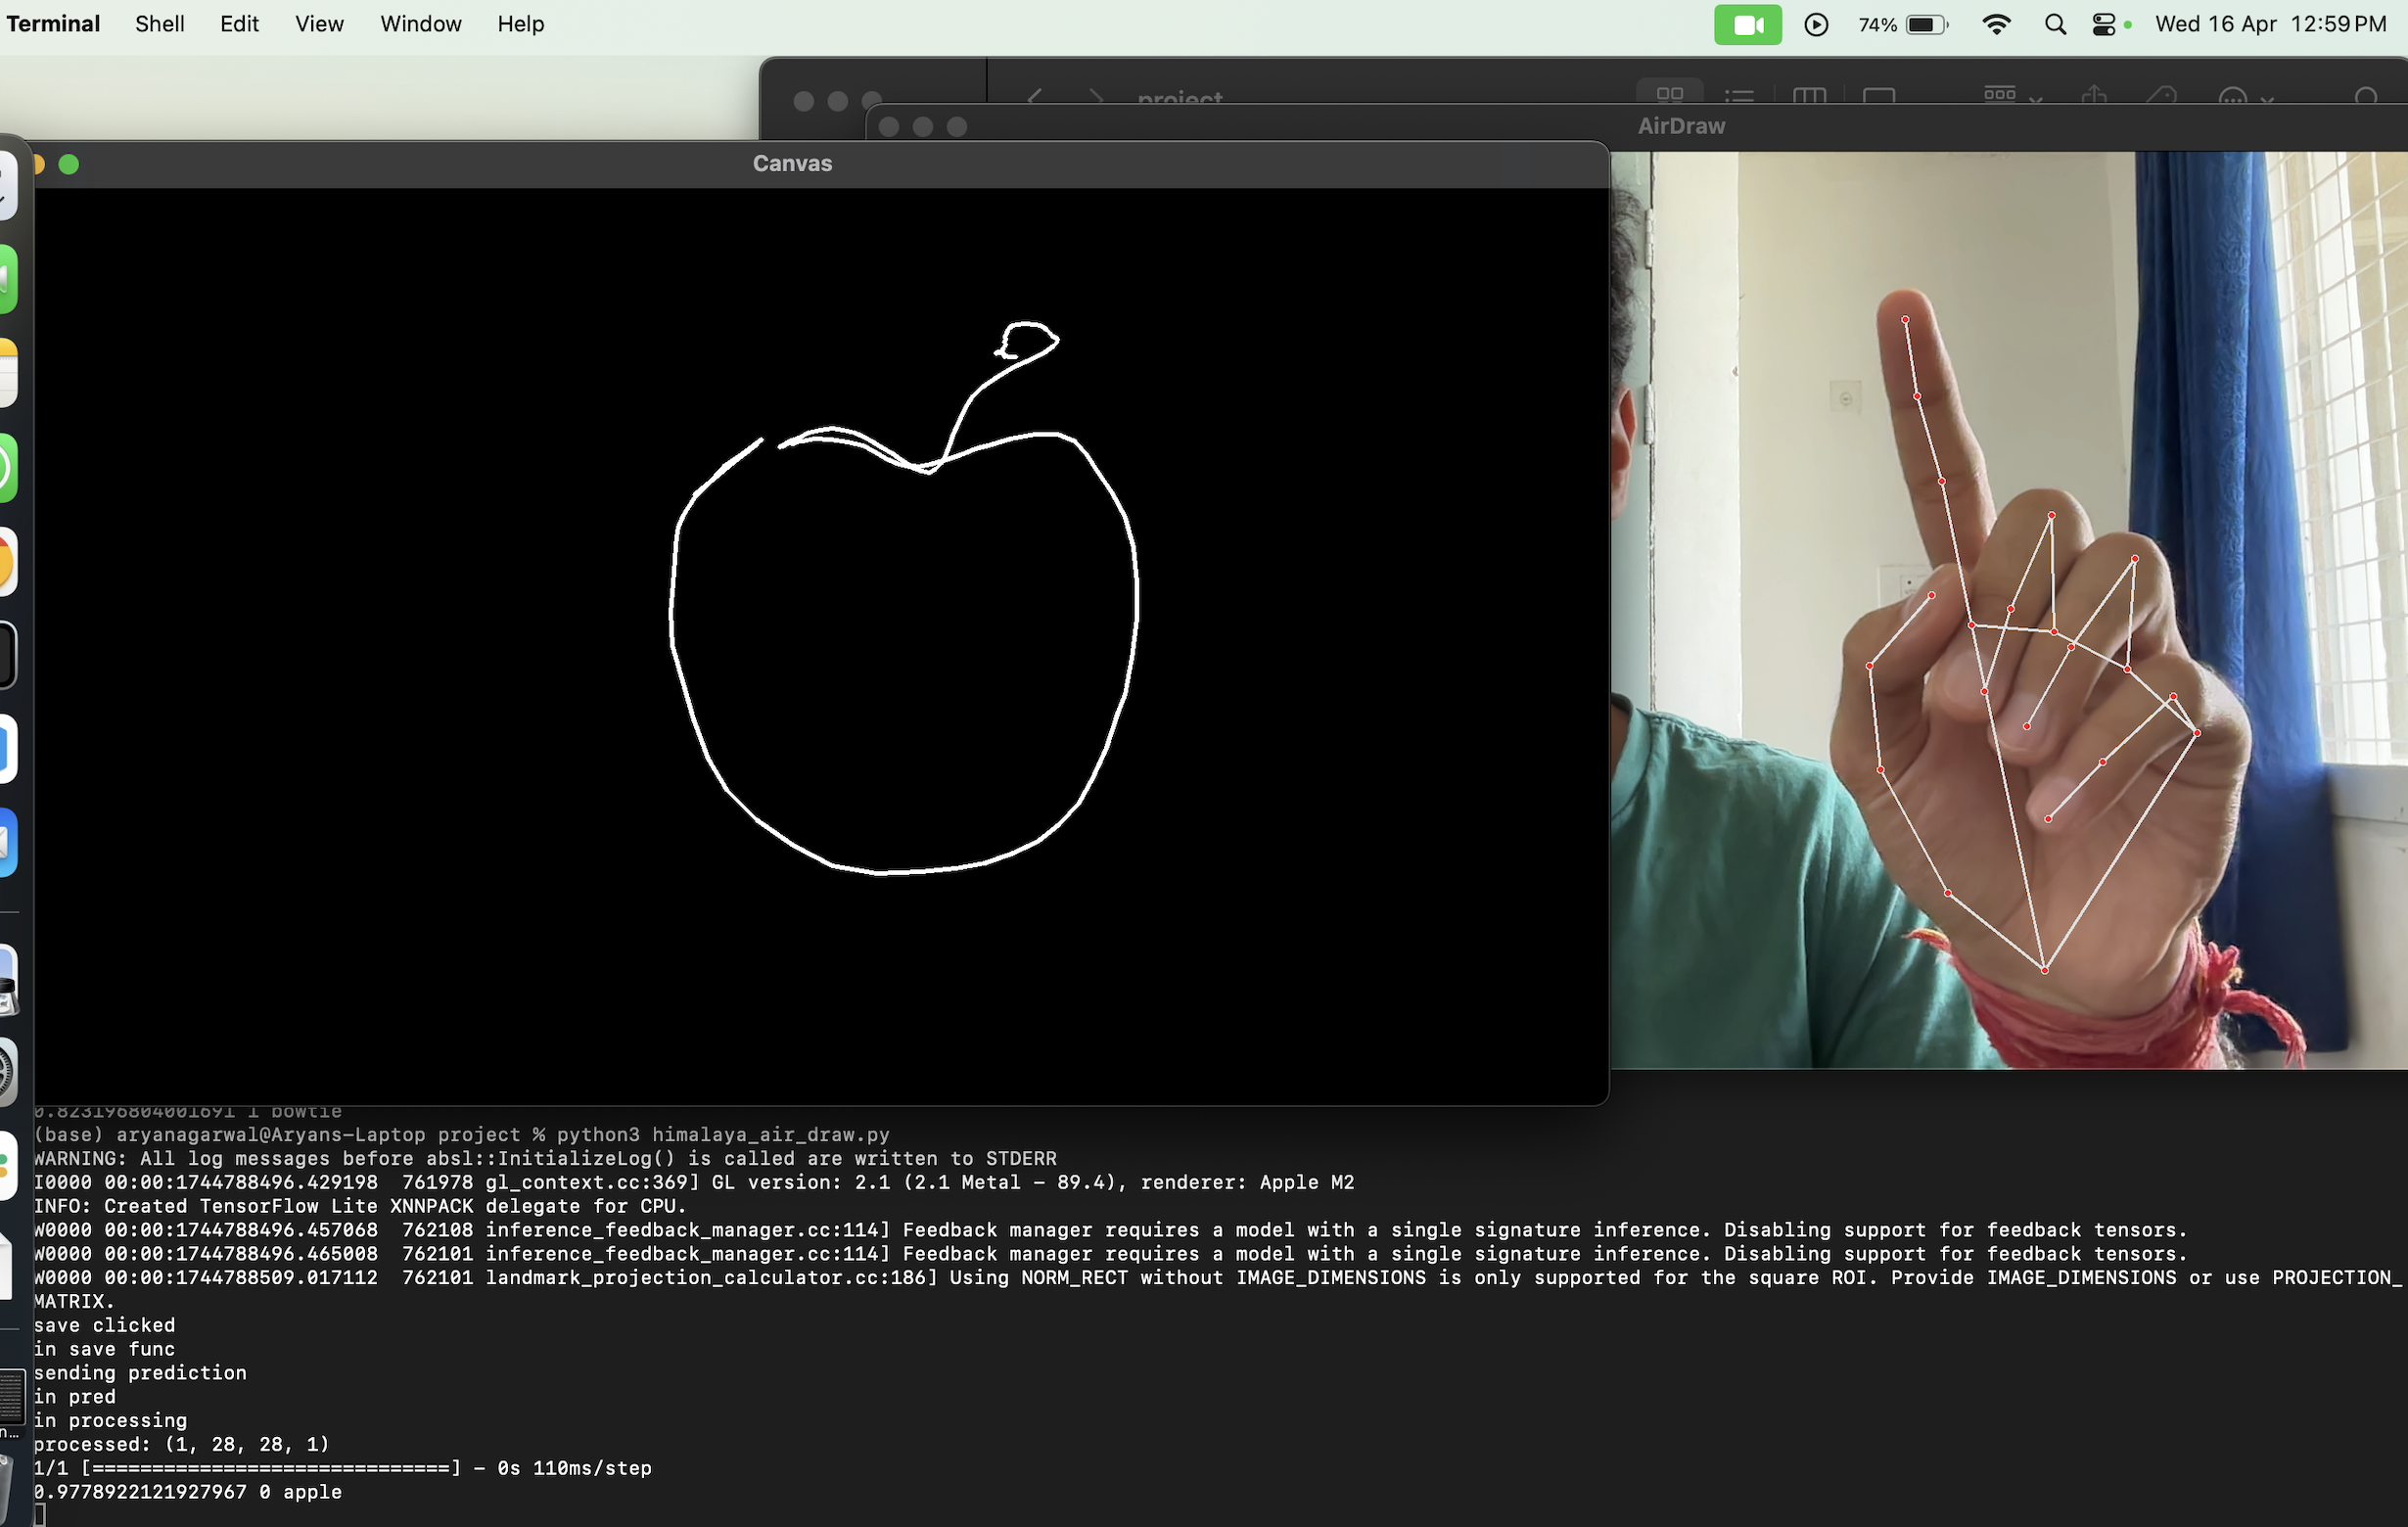 Terminal Shell Edit View Window Help 74% Wed 16 Apr 12:59 PM
project
AirDraw
Canvas
0.823196804001691 1 bowtie
(base) aryanagarwal@Aryans-Laptop project % python3 himalaya_air_draw.py
WARNING: All log messages before absl::InitializeLog() is called are written to STDERR
I0000 00:00:1744788496.429198  761978 gl_context.cc:369] GL version: 2.1 (2.1 Metal - 89.4), renderer: Apple M2
INFO: Created TensorFlow Lite XNNPACK delegate for CPU.
W0000 00:00:1744788496.457068  762108 inference_feedback_manager.cc:114] Feedback manager requires a model with a single signature inference. Disabling support for feedback tensors.
W0000 00:00:1744788496.465008  762101 inference_feedback_manager.cc:114] Feedback manager requires a model with a single signature inference. Disabling support for feedback tensors.
W0000 00:00:1744788509.017112  762101 landmark_projection_calculator.cc:186] Using NORM_RECT without IMAGE_DIMENSIONS is only supported for the square ROI. Provide IMAGE_DIMENSIONS or use PROJECTION_
MATRIX.
save clicked
in save func
sending prediction
in pred
in processing
processed: (1, 28, 28, 1)
1/1 [==============================] - 0s 110ms/step
0.9778922121927967 0 apple